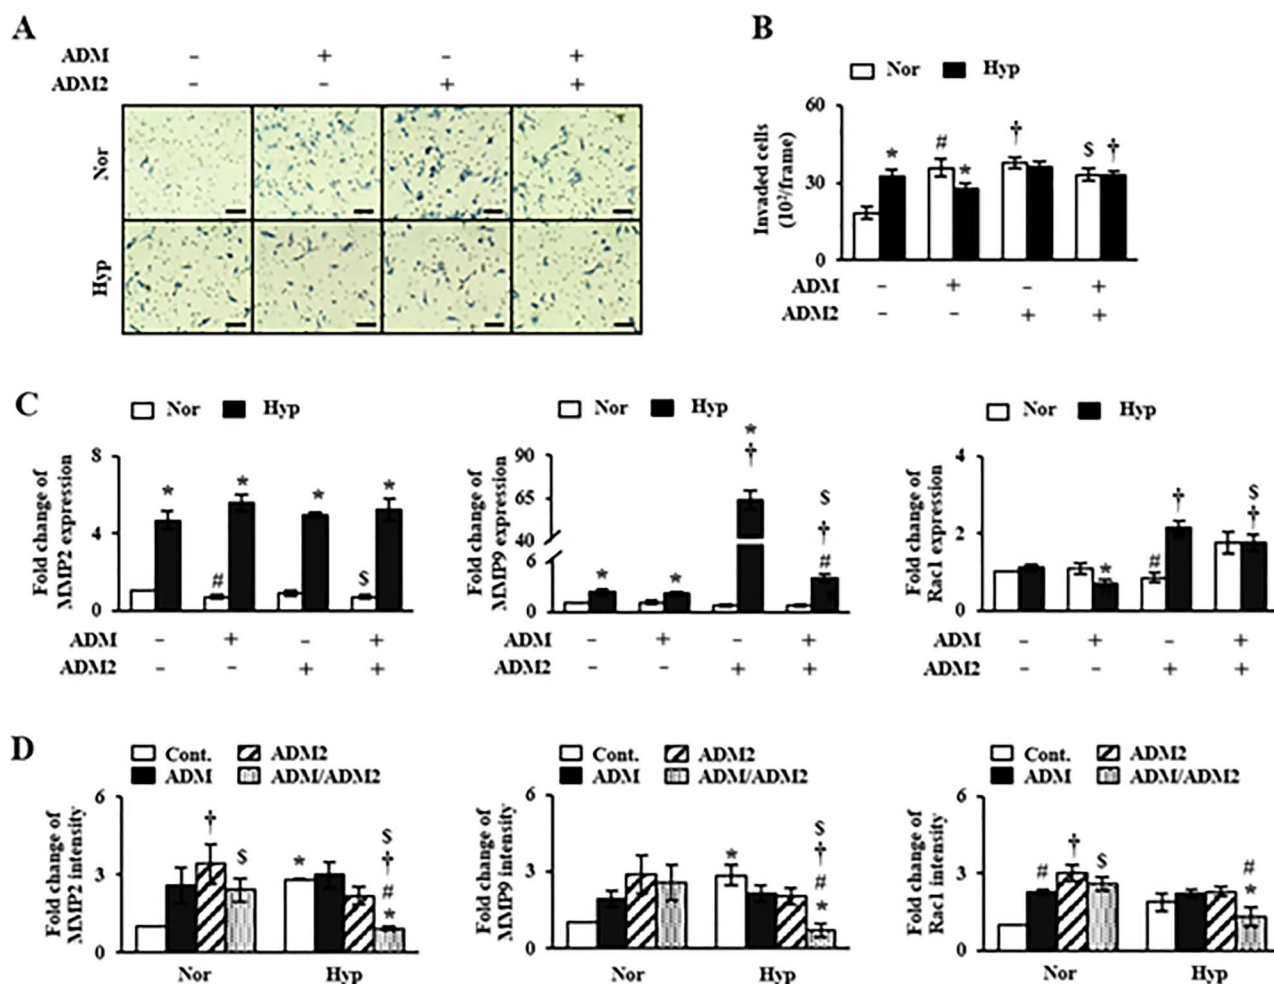 A
ADM - + - +
ADM2 - - + +
Nor
Hyp
B
Nor Hyp
Invaded cells
(10²/frame)
60
30
0
* # * † $ †
ADM - + - +
ADM2 - - + +
C
Nor Hyp
Fold change of
MMP2 expression
8
4
0
* # * * $ *
ADM - + - +
ADM2 - - + +
Nor Hyp
Fold change of
MMP9 expression
90
65
40
6
0
*
*
*
†
$
†
#
ADM - + - +
ADM2 - - + +
Nor Hyp
Fold change of
Rac1 expression
4
2
0
*
#
†
$
†
ADM - + - +
ADM2 - - + +
D
Cont. ADM2
ADM ADM/ADM2
Fold change of
MMP2 intensity
6
3
0
†
$
*
$
†
#
*
Nor Hyp
Cont. ADM2
ADM ADM/ADM2
Fold change of
MMP9 intensity
6
3
0
*
$
†
#
*
Nor Hyp
Cont. ADM2
ADM ADM/ADM2
Fold change of
Rac1 intensity
6
3
0
#
†
$
#
*
Nor Hyp